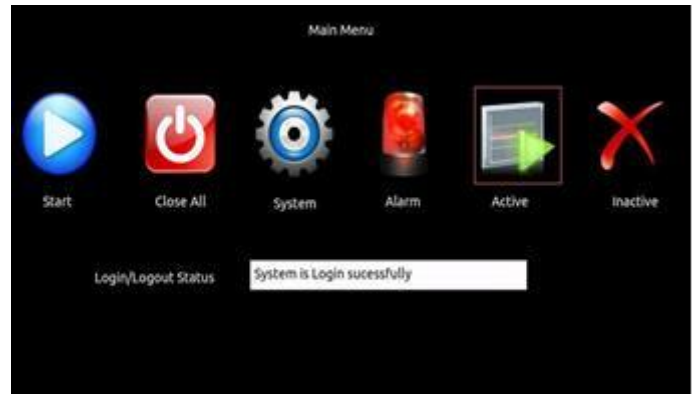 Main Menu
Start Close All System Alarm Active Inactive
Login/Logout Status System is Login sucessfully